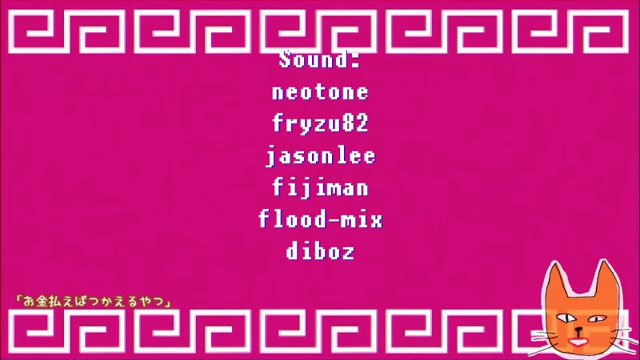 Sound:
neotone
fryzu82
jasonlee
fijiman
flood-mix
diboz
「お金払えばつかえるやつ」